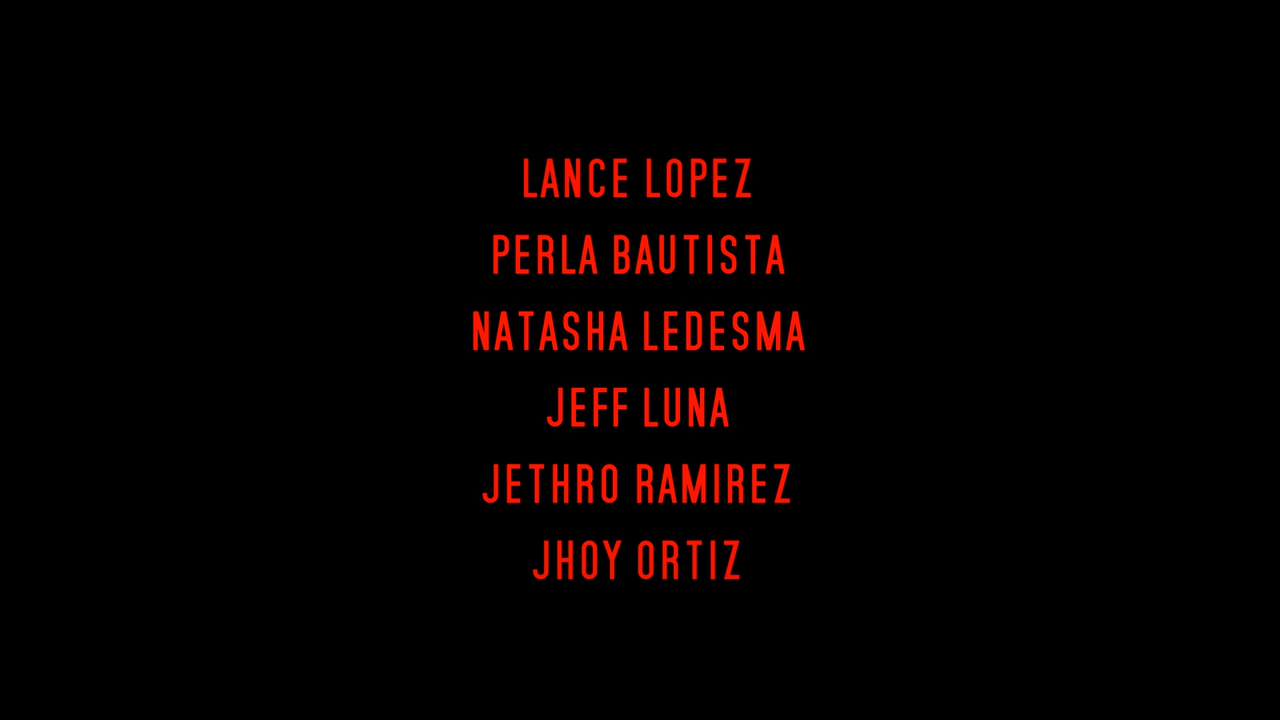 LANCE LOPEZ
PERLA BAUTISTA
NATASHA LEDESMA
JEFF LUNA
JETHRO RAMIREZ
JHOY ORTIZ